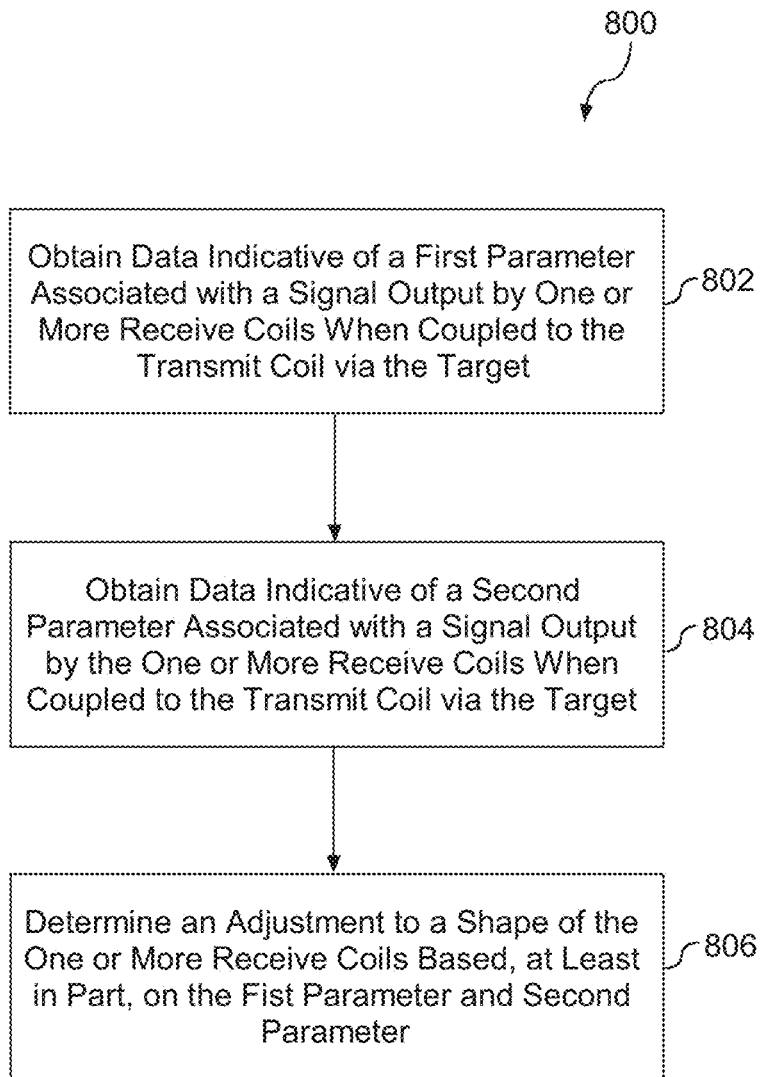 800
Obtain Data Indicative of a First Parameter
Associated with a Signal Output by One or
More Receive Coils When Coupled to the
Transmit Coil via the Target
802
Obtain Data Indicative of a Second
Parameter Associated with a Signal Output
by the One or More Receive Coils When
Coupled to the Transmit Coil via the Target
804
Determine an Adjustment to a Shape of the
One or More Receive Coils Based, at Least
in Part, on the Fist Parameter and Second
Parameter
806